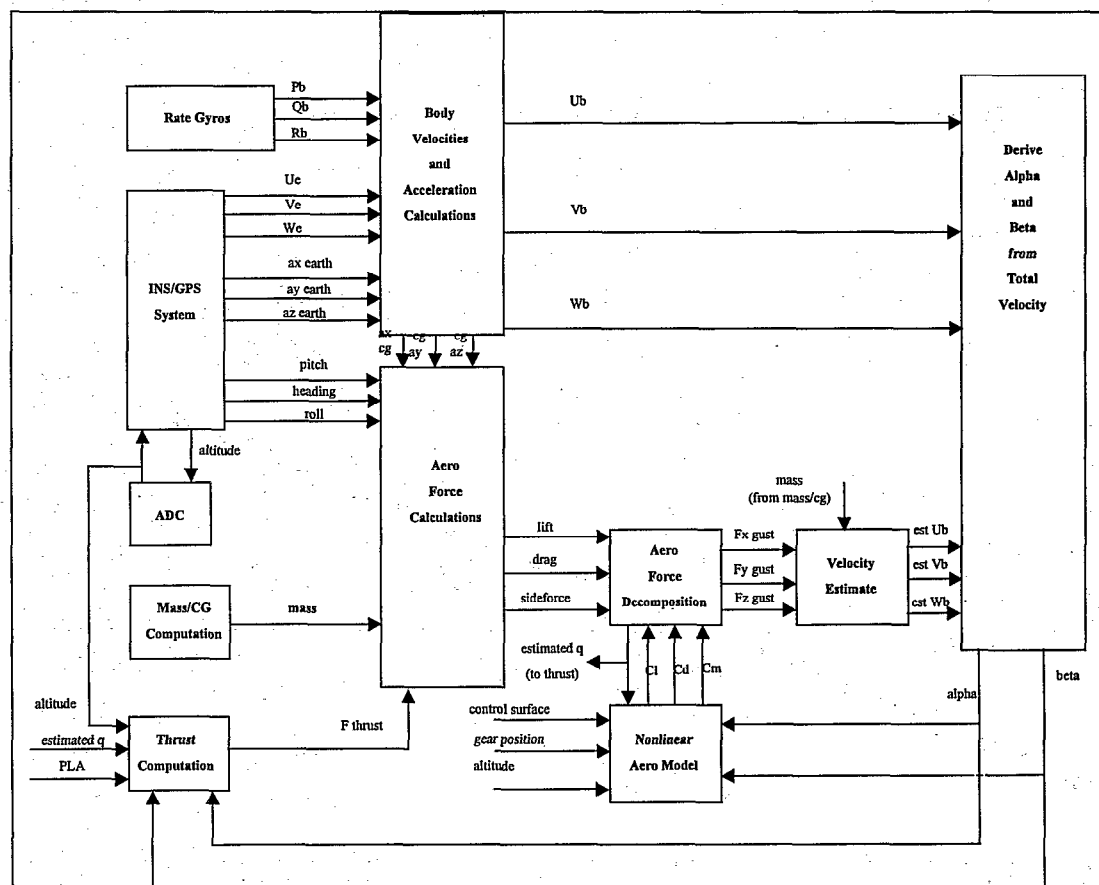 Rate Gyros
Pb
Qb
Rb
Body
Velocities
and
Acceleration
Calculations
Ub
Vb
Wb
Derive
Alpha
and
Beta
from
Total
Velocity
INS/GPS
System
Ue
Ve
We
ax earth
ay earth
az earth
ax
cg
cg
ay
cg
az
pitch
heading
roll
altitude
ADC
Aero
Force
Calculations
Mass/CG
Computation
mass
lift
drag
sideforce
Aero
Force
Decomposition
Fx gust
Fy gust
Fz gust
mass
(from mass/cg)
Velocity
Estimate
est Ub
est Vb
est Wb
estimated q
(to thrust)
Cl
Cd
Cm
alpha
beta
altitude
estimated q
PLA
Thrust
Computation
F thrust
control surface
gear position
altitude
Nonlinear
Aero Model